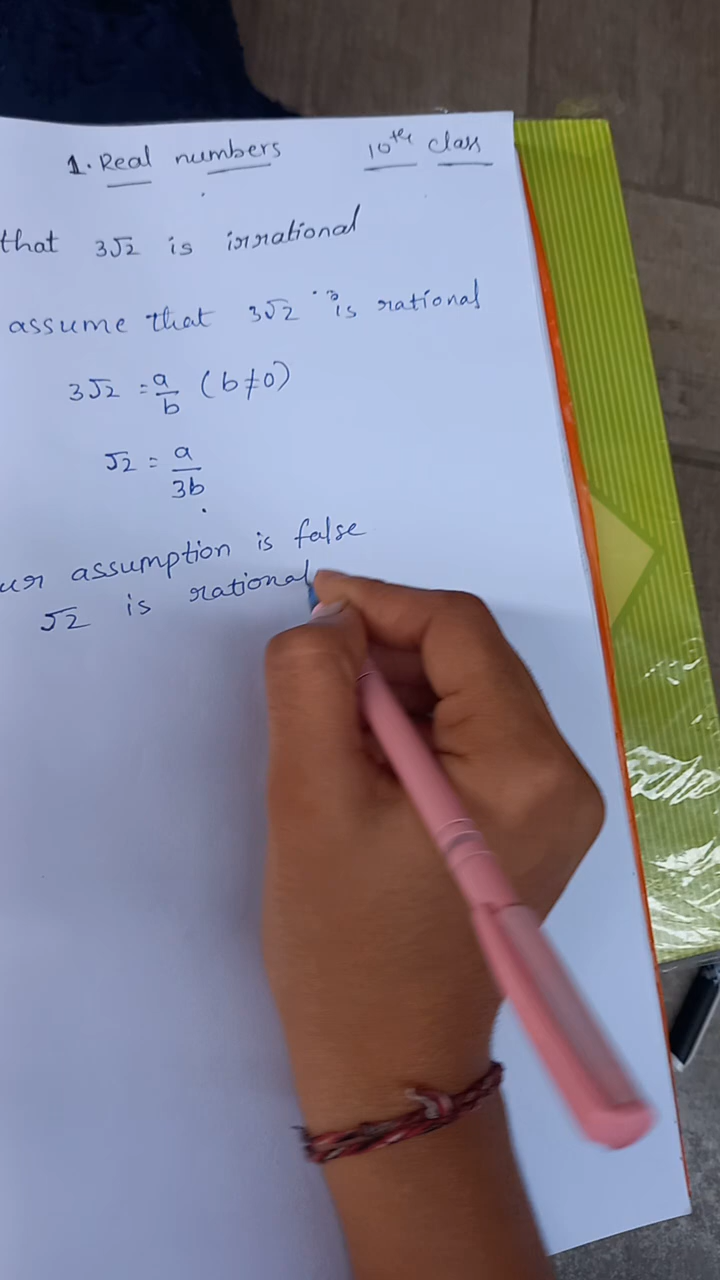 1. Real numbers 10th class
that 3√2 is irrational
assume that 3√2 is rational
3√2 = a/b (b≠0)
√2 = a/3b
assumption is false
√2 is rational